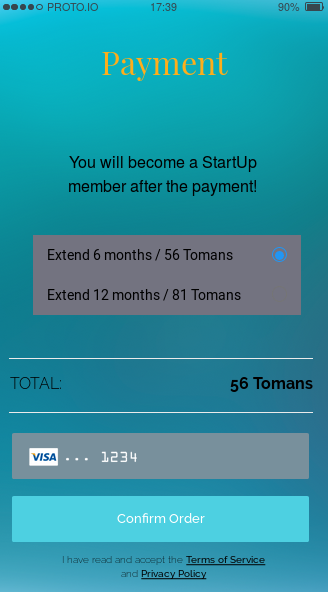 PROTO.IO 17:39 90%
Payment
You will become a StartUp
member after the payment!
Extend 6 months / 56 Tomans
Extend 12 months / 81 Tomans
TOTAL: 56 Tomans
VISA ... 1234
Confirm Order
I have read and accept the Terms of Service
and Privacy Policy